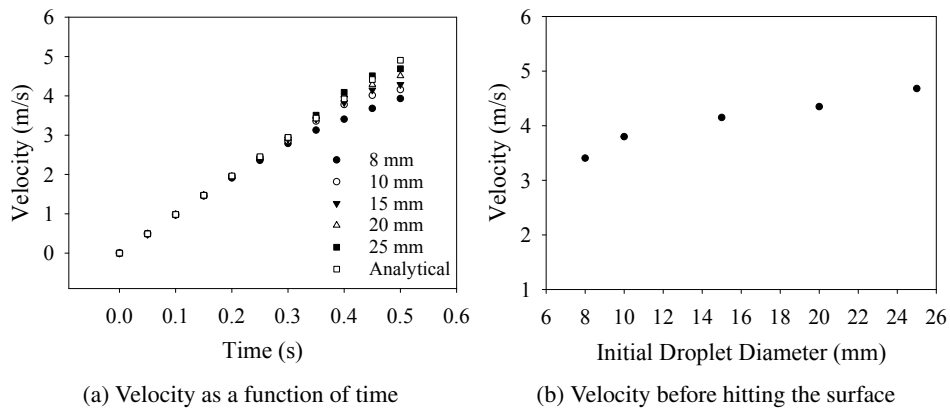 6
5
4
3
2
1
0
Velocity (m/s)
8 mm
10 mm
15 mm
20 mm
25 mm
Analytical
0.0 0.1 0.2 0.3 0.4 0.5 0.6
Time (s)
(a) Velocity as a function of time
6
5
4
3
2
1
Velocity (m/s)
6 8 10 12 14 16 18 20 22 24 26
Initial Droplet Diameter (mm)
(b) Velocity before hitting the surface